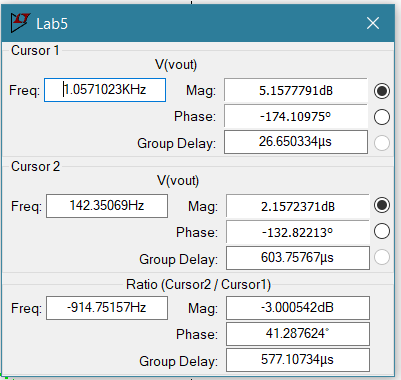 Lab5
Cursor 1
V(vout)
Freq: 1.0571023KHz Mag: 5.1577791dB
Phase: -174.10975°
Group Delay: 26.650334µs
Cursor 2
V(vout)
Freq: 142.35069Hz Mag: 2.1572371dB
Phase: -132.82213°
Group Delay: 603.75767µs
Ratio (Cursor2 / Cursor1)
Freq: -914.75157Hz Mag: -3.000542dB
Phase: 41.287624°
Group Delay: 577.10734µs